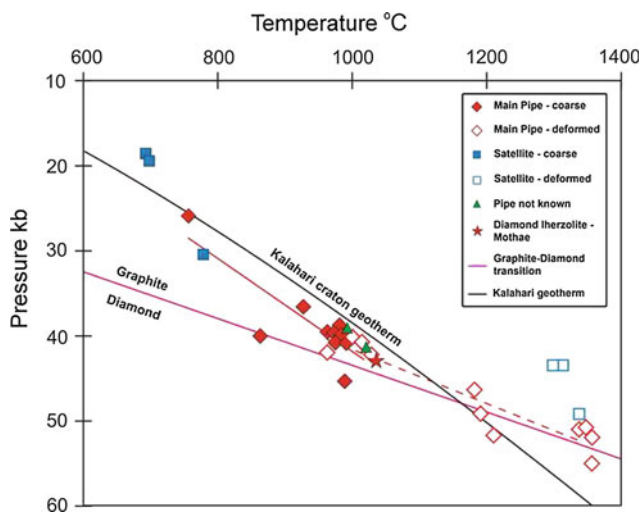 Temperature °C
600 800 1000 1200 1400
Pressure kb
10
20
30
40
50
60
Graphite
Diamond
Kalahari craton geotherm
Main Pipe - coarse
Main Pipe - deformed
Satellite - coarse
Satellite - deformed
Pipe not known
Diamond lherzolite -
Mothae
Graphite-Diamond
transition
Kalahari geotherm